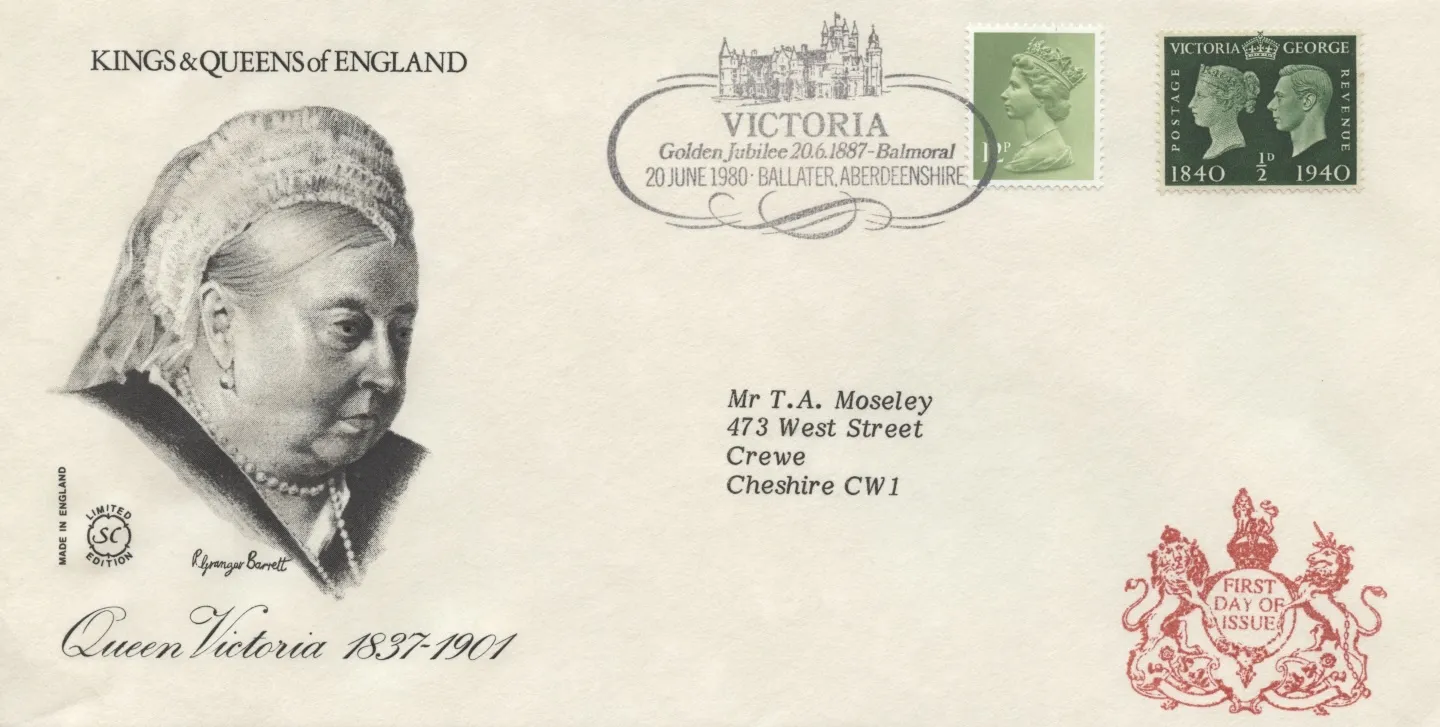 KINGS & QUEENS of ENGLAND
VICTORIA
Golden Jubilee 20.6.1887-Balmoral
20 JUNE 1980 · BALLATER, ABERDEENSHIRE
12P
VICTORIA GEORGE
POSTAGE
REVENUE
1840 ½D 1940
Mr T.A. Moseley
473 West Street
Crewe
Cheshire CW1
MADE IN ENGLAND
LIMITED
SC
EDITION
R Granger Barrett
Queen Victoria 1837-1901
FIRST
DAY OF
ISSUE